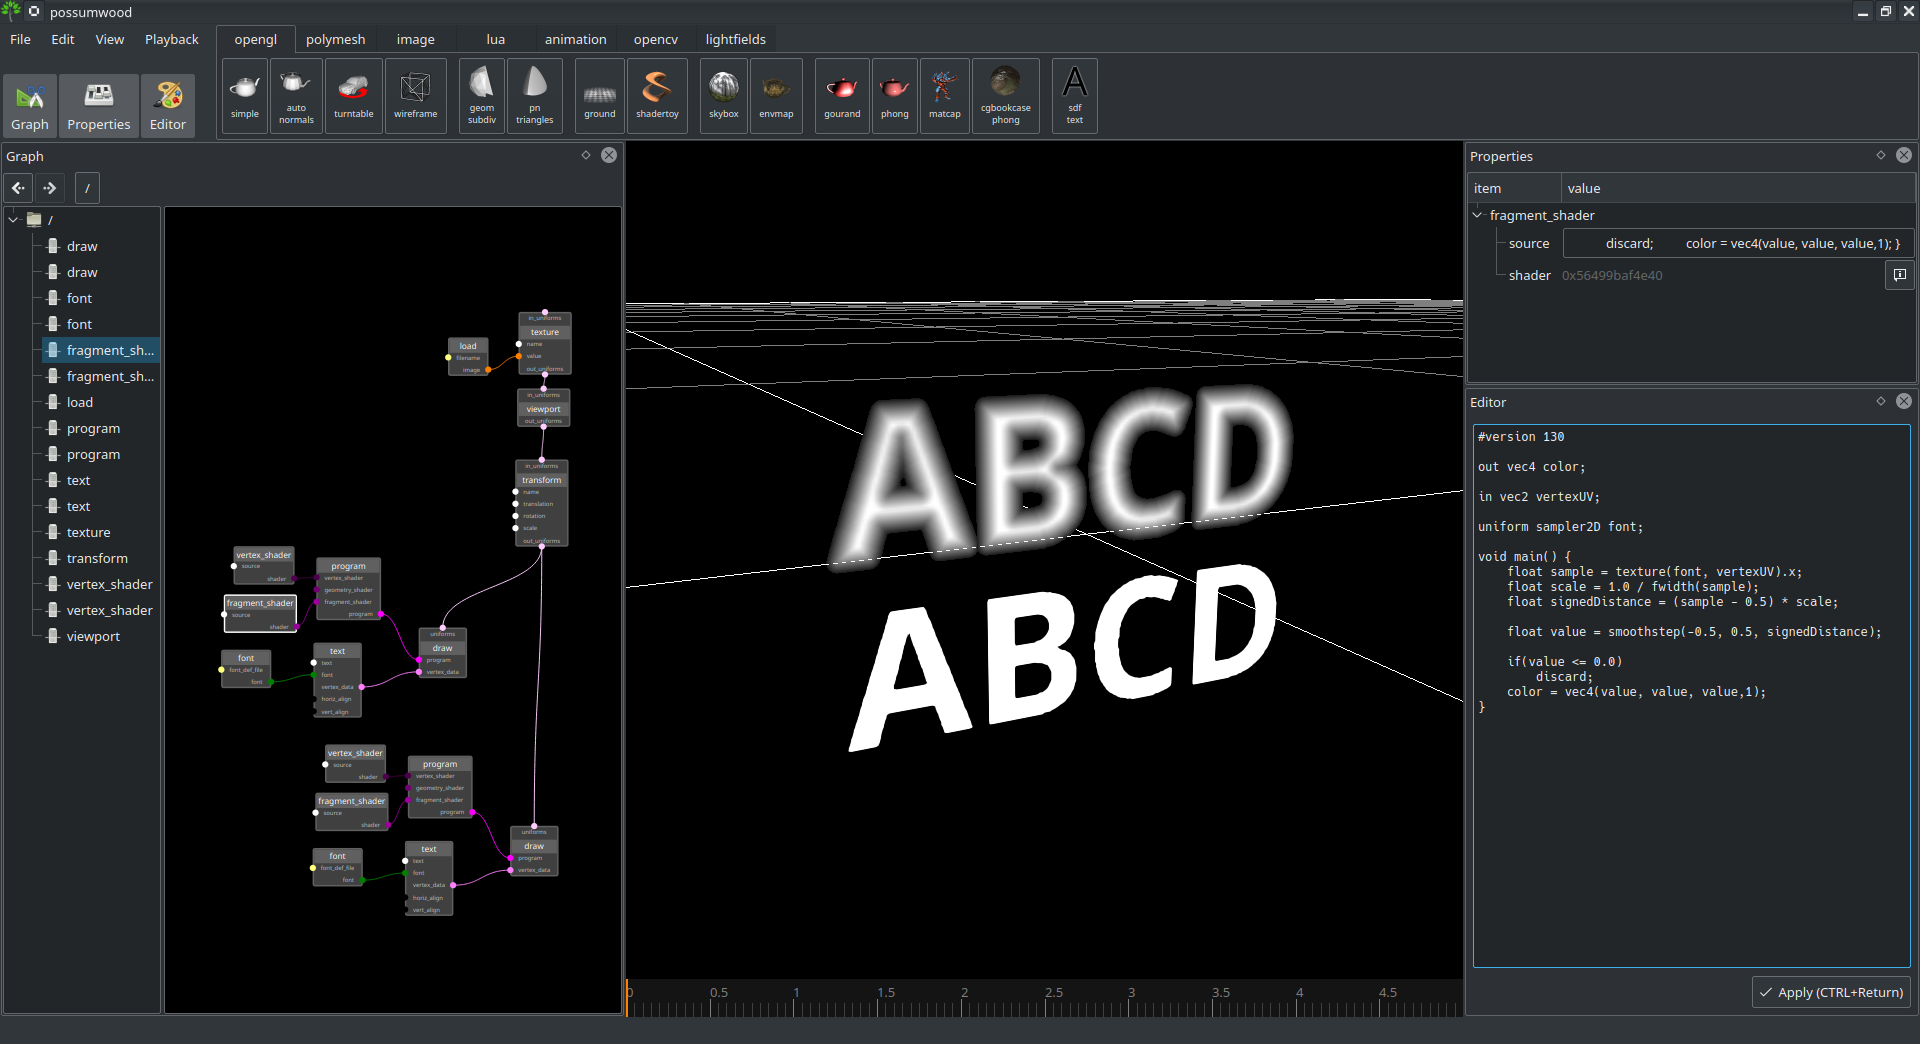 possumwood
File Edit View Playback
opengl polymesh image lua animation opencv lightfields
Graph Properties Editor
simple
auto normals
turntable
wireframe
geom subdiv
pn triangles
ground
shadertoy
skybox
envmap
gourand
phong
matcap
cgbookcase phong
A
sdf text
Graph
/
/
draw
draw
font
font
fragment_sh...
fragment_sh...
load
program
program
text
text
texture
transform
vertex_shader
vertex_shader
viewport
in_uniforms
texture
name
value
out_uniforms
load
filename
image
in_uniforms
viewport
out_uniforms
in_uniforms
transform
name
translation
rotation
scale
out_uniforms
vertex_shader
source
shader
program
vertex_shader
geometry_shader
fragment_shader
program
fragment_shader
source
shader
font
font_def_file
font
text
text
font
vertex_data
horiz_align
vert_align
uniforms
draw
program
vertex_data
vertex_shader
source
shader
program
vertex_shader
geometry_shader
fragment_shader
program
fragment_shader
source
shader
font
font_def_file
font
text
text
font
vertex_data
horiz_align
vert_align
uniforms
draw
program
vertex_data
ABCD
ABCD
0 0.5 1 1.5 2 2.5 3 3.5 4 4.5
Properties
item value
fragment_shader
source discard; color = vec4(value, value, value,1); }
shader 0x56499baf4e40
Editor
#version 130
out vec4 color;
in vec2 vertexUV;
uniform sampler2D font;
void main() {
float sample = texture(font, vertexUV).x;
float scale = 1.0 / fwidth(sample);
float signedDistance = (sample - 0.5) * scale;
float value = smoothstep(-0.5, 0.5, signedDistance);
if(value <= 0.0)
discard;
color = vec4(value, value, value,1);
}
Apply (CTRL+Return)